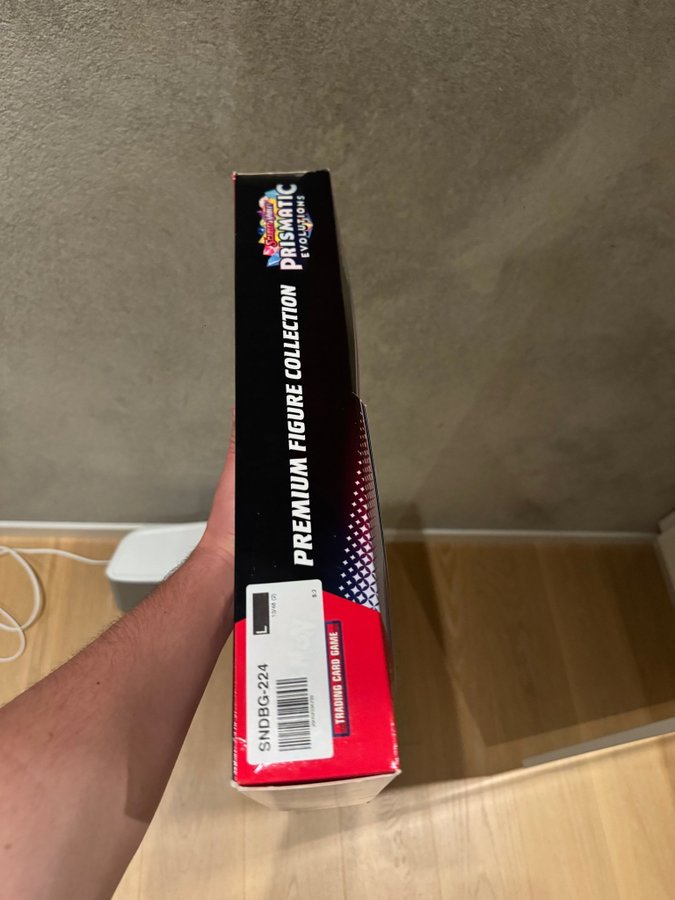 PRISMATIC
EVOLUTIONS
PREMIUM FIGURE COLLECTION
TRADING CARD GAME
L
SNDBG-224